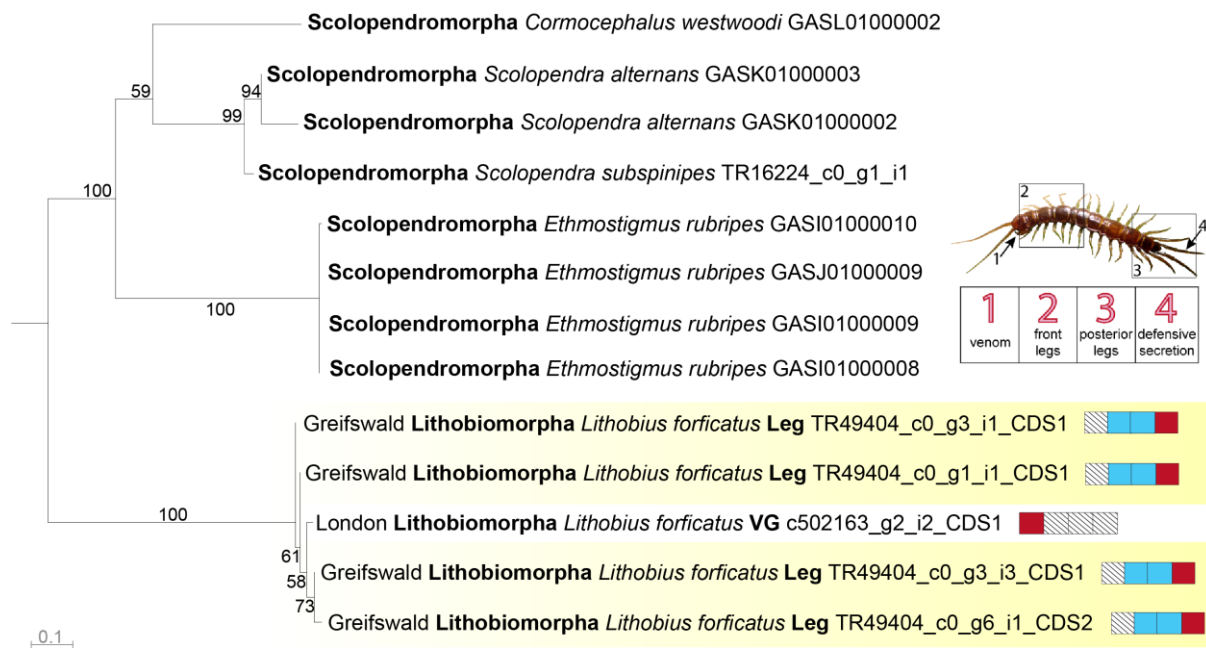 Scolopendromorpha Cormocephalus westwoodi GASL01000002
59
94
Scolopendromorpha Scolopendra alternans GASK01000003
99
Scolopendromorpha Scolopendra alternans GASK01000002
Scolopendromorpha Scolopendra subspinipes TR16224_c0_g1_i1
100
Scolopendromorpha Ethmostigmus rubripes GASI01000010
Scolopendromorpha Ethmostigmus rubripes GASJ01000009
100
Scolopendromorpha Ethmostigmus rubripes GASI01000009
Scolopendromorpha Ethmostigmus rubripes GASI01000008
2
4
1
3
1 2 3 4
venom
front legs
posterior legs
defensive secretion
Greifswald Lithobiomorpha Lithobius forficatus Leg TR49404_c0_g3_i1_CDS1
Greifswald Lithobiomorpha Lithobius forficatus Leg TR49404_c0_g1_i1_CDS1
100
London Lithobiomorpha Lithobius forficatus VG c502163_g2_i2_CDS1
61
58
Greifswald Lithobiomorpha Lithobius forficatus Leg TR49404_c0_g3_i3_CDS1
73
Greifswald Lithobiomorpha Lithobius forficatus Leg TR49404_c0_g6_i1_CDS2
0.1